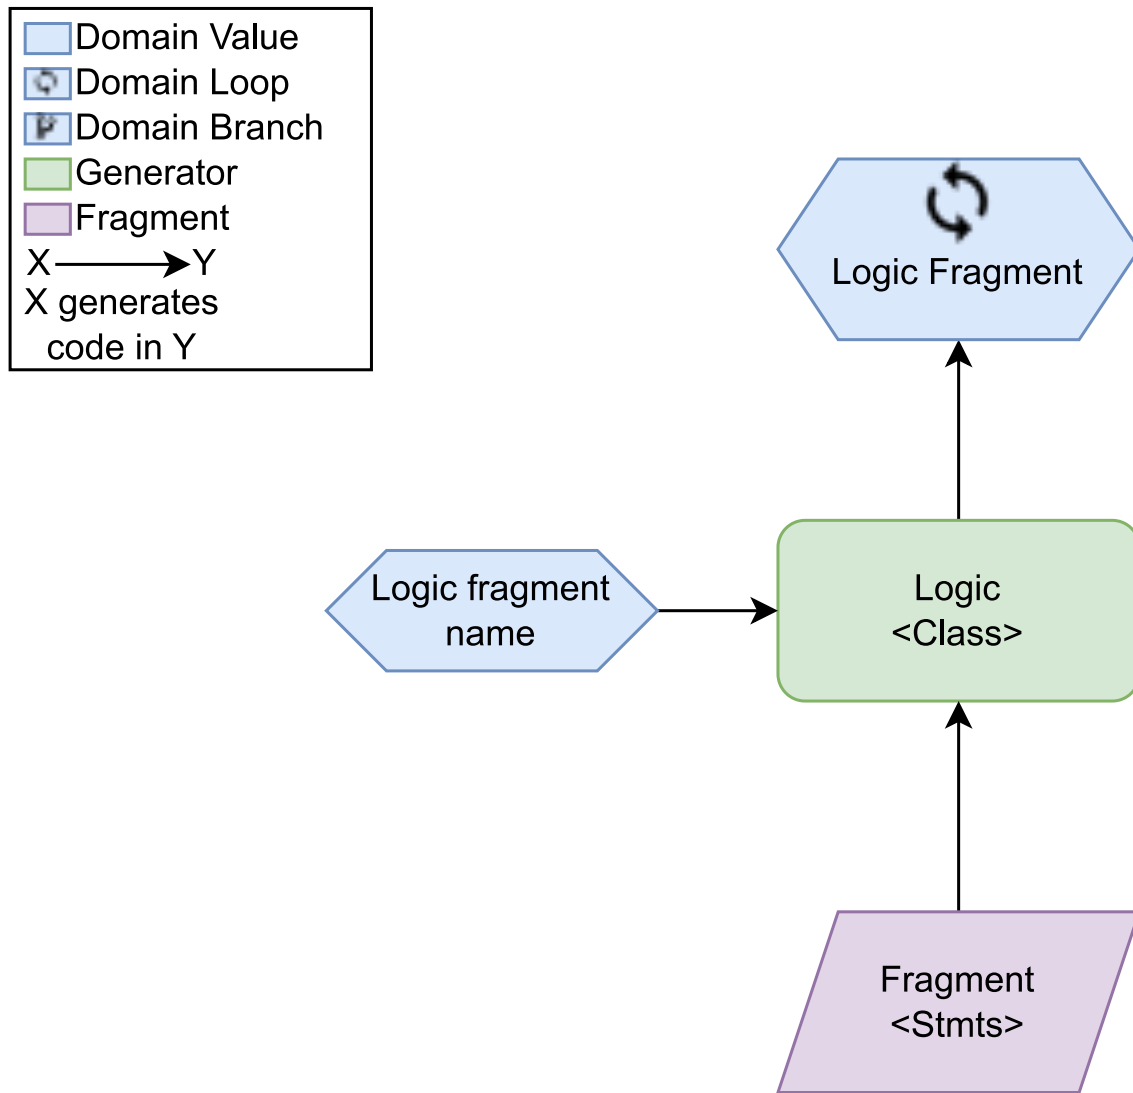 Domain Value
Domain Loop
Domain Branch
Generator
Fragment
X Y
X generates
code in Y
Logic Fragment
Logic fragment
name
Logic
<Class>
Fragment
<Stmts>